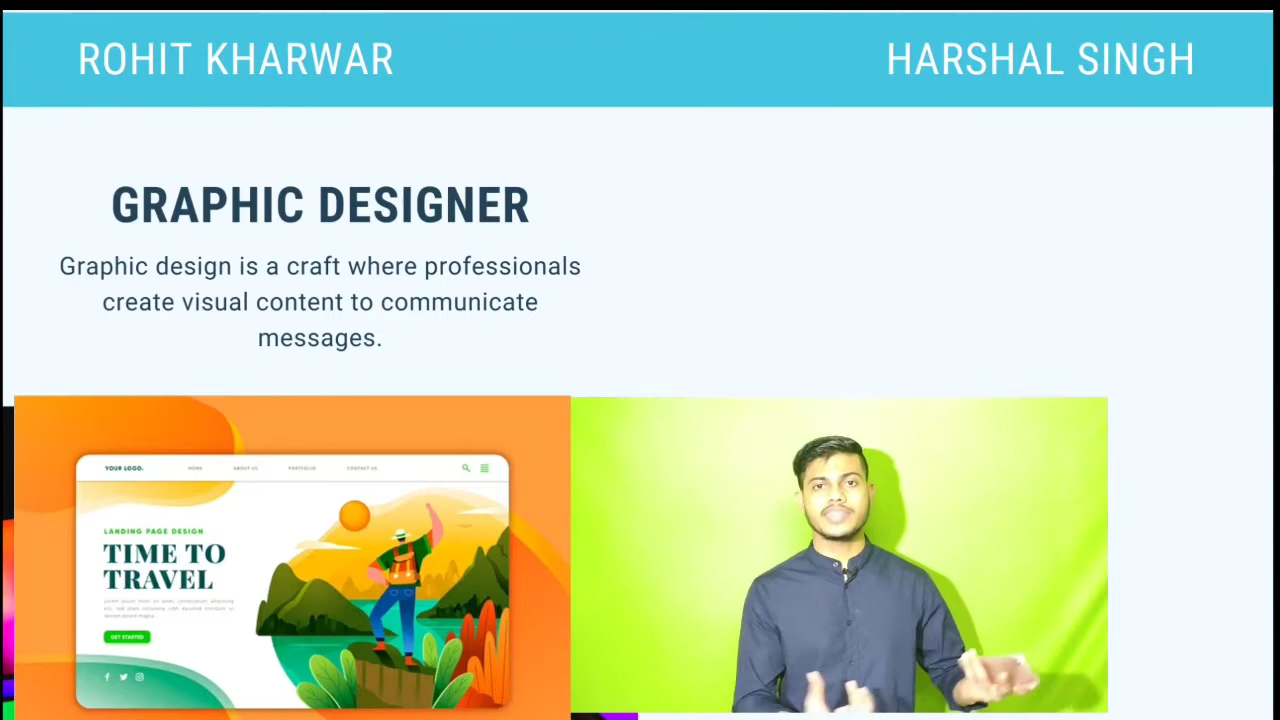 ROHIT KHARWAR
HARSHAL SINGH
GRAPHIC DESIGNER
Graphic design is a craft where professionals
create visual content to communicate
messages.
YOUR LOGO.
HOME
ABOUT US
PORTFOLIO
CONTACT US
LANDING PAGE DESIGN
TIME TO
TRAVEL
GET STARTED